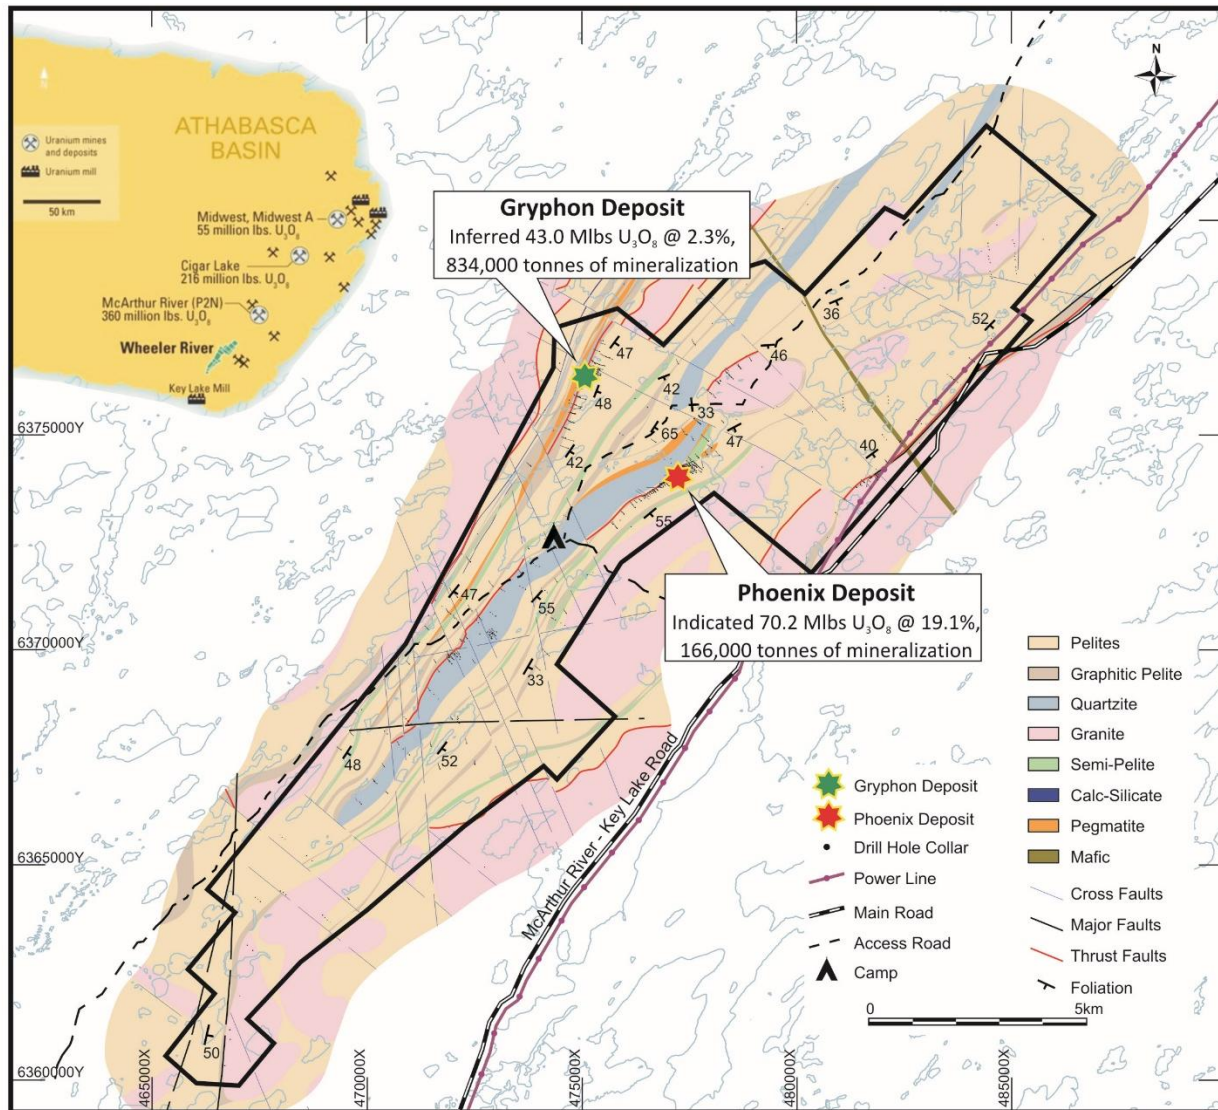 N
ATHABASCA
BASIN
Uranium mines
and deposits
Uranium mill
50 km
Midwest, Midwest A
55 million lbs. U₃O₈
Cigar Lake
216 million lbs. U₃O₈
McArthur River (P2N)
360 million lbs. U₃O₈
Wheeler River
Key Lake Mill
N
Gryphon Deposit
Inferred 43.0 Mlbs U₃O₈ @ 2.3%,
834,000 tonnes of mineralization
36
52
47
46
42
48
33
65
47
42
40
55
Phoenix Deposit
Indicated 70.2 Mlbs U₃O₈ @ 19.1%,
166,000 tonnes of mineralization
47
55
33
48
52
50
McArthur River - Key Lake Road
6375000Y
6370000Y
6365000Y
6360000Y
465000X
470000X
475000X
480000X
485000X
Gryphon Deposit
Phoenix Deposit
Drill Hole Collar
Power Line
Main Road
Access Road
Camp
Pelites
Graphitic Pelite
Quartzite
Granite
Semi-Pelite
Calc-Silicate
Pegmatite
Mafic
Cross Faults
Major Faults
Thrust Faults
Foliation
0 5km